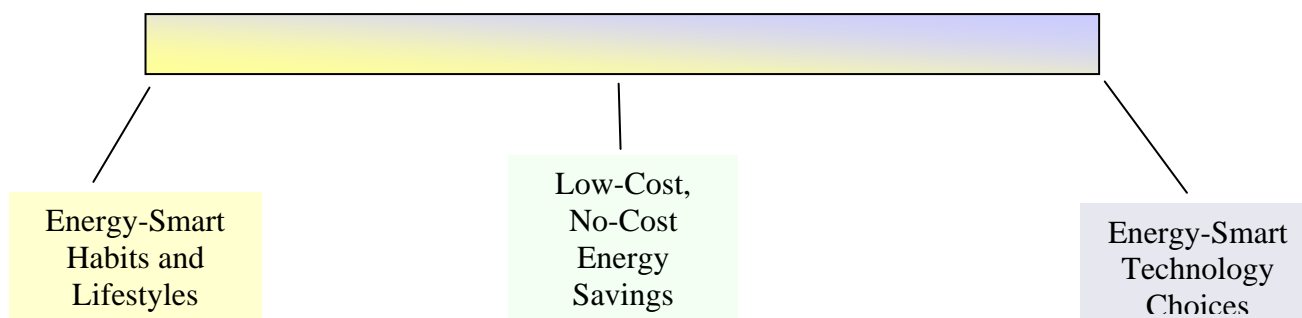 Energy-Smart
Habits and
Lifestyles
Low-Cost,
No-Cost
Energy
Savings
Energy-Smart
Technology
Choices